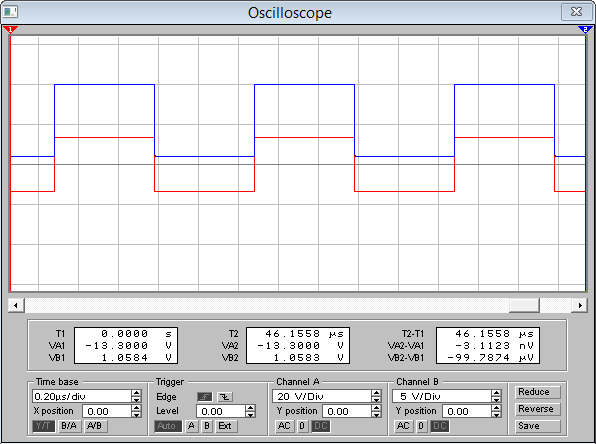 Oscilloscope
1 2
T1 0.0000 s T2 46.1558 µs T2-T1 46.1558 µs
VA1 -13.3000 V VA2 -13.3000 V VA2-VA1 -3.1123 nV
VB1 1.0584 V VB2 1.0583 V VB2-VB1 -99.7874 µV
Time base Trigger Channel A Channel B
0.20µs/div Edge 20 V/Div 5 V/Div Reduce
X position 0.00 Level 0.00 Y position 0.00 Y position 0.00 Reverse
Y/T B/A A/B Auto A B Ext AC 0 DC AC 0 DC Save